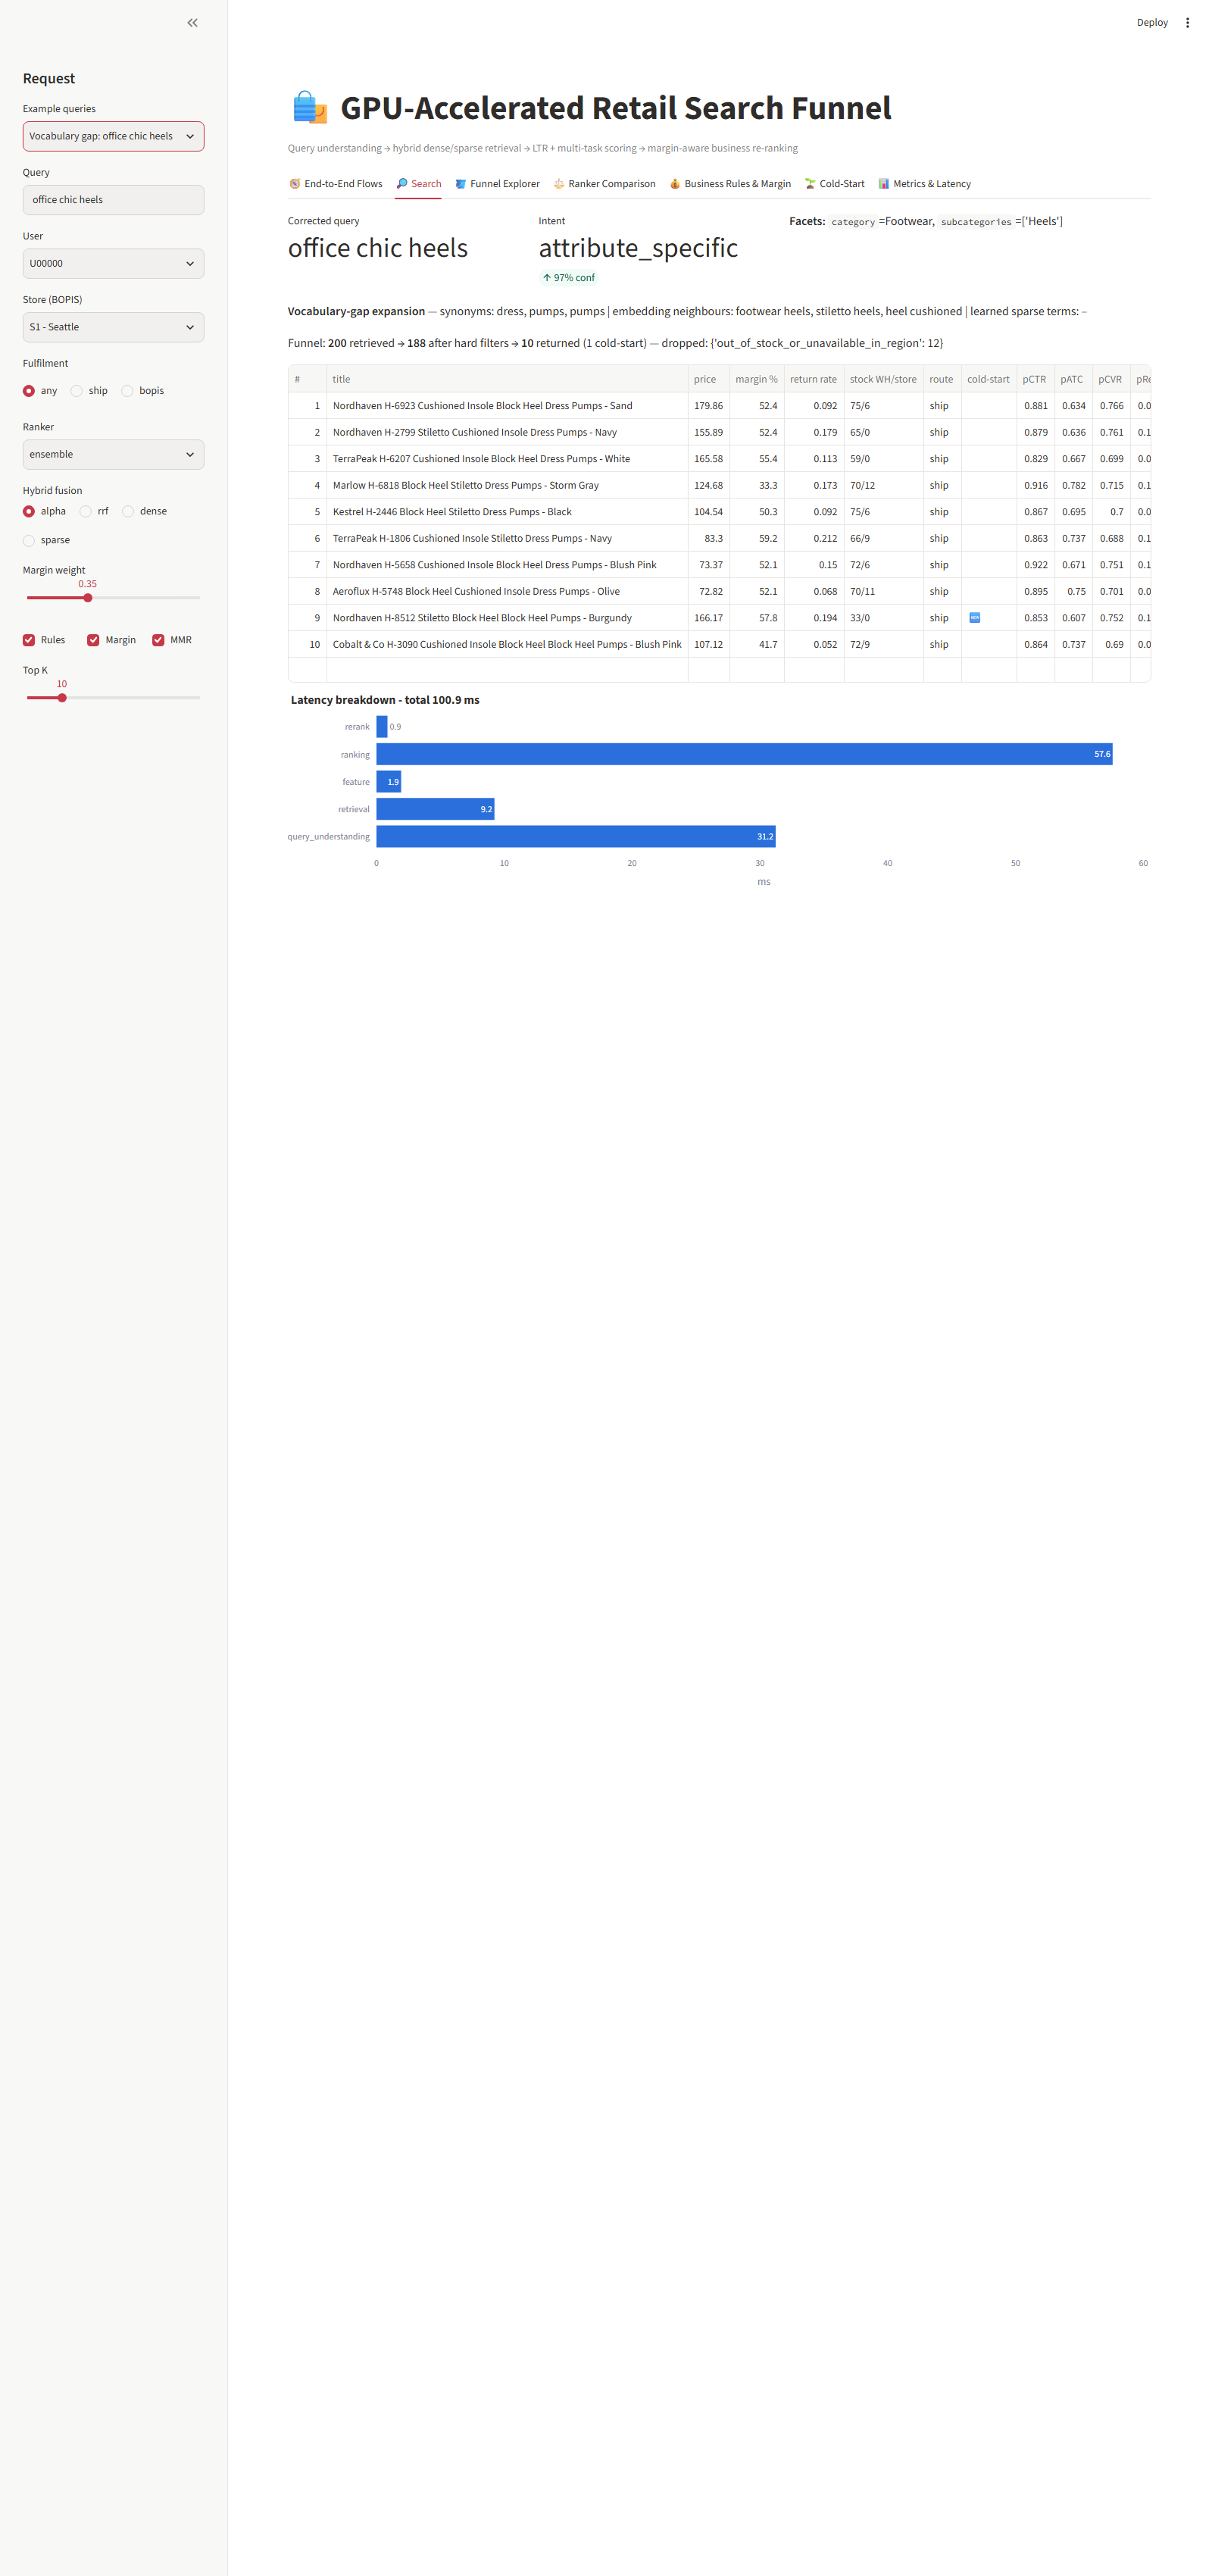 Deploy
Request
Example queries
Vocabulary gap: office chic heels
Query
office chic heels
User
U00000
Store (BOPIS)
S1 - Seattle
Fulfilment
any ship bopis
Ranker
ensemble
Hybrid fusion
alpha rrf dense
sparse
Margin weight
0.35
Rules Margin MMR
Top K
10
GPU-Accelerated Retail Search Funnel
Query understanding → hybrid dense/sparse retrieval → LTR + multi-task scoring → margin-aware business re-ranking
End-to-End Flows Search Funnel Explorer Ranker Comparison Business Rules & Margin Cold-Start Metrics & Latency
Corrected query
office chic heels
Intent
attribute_specific
↑ 97% conf
Facets: category =Footwear, subcategories =['Heels']
Vocabulary-gap expansion — synonyms: dress, pumps, pumps | embedding neighbours: footwear heels, stiletto heels, heel cushioned | learned sparse terms: –
Funnel: 200 retrieved → 188 after hard filters → 10 returned (1 cold-start) — dropped: {'out_of_stock_or_unavailable_in_region': 12}
# title price margin % return rate stock WH/store route cold-start pCTR pATC pCVR pRe
1 Nordhaven H-6923 Cushioned Insole Block Heel Dress Pumps - Sand 179.86 52.4 0.092 75/6 ship 0.881 0.634 0.766 0.0
2 Nordhaven H-2799 Stiletto Cushioned Insole Dress Pumps - Navy 155.89 52.4 0.179 65/0 ship 0.879 0.636 0.761 0.1
3 TerraPeak H-6207 Cushioned Insole Block Heel Dress Pumps - White 165.58 55.4 0.113 59/0 ship 0.829 0.667 0.699 0.0
4 Marlow H-6818 Block Heel Stiletto Dress Pumps - Storm Gray 124.68 33.3 0.173 70/12 ship 0.916 0.782 0.715 0.1
5 Kestrel H-2446 Block Heel Stiletto Dress Pumps - Black 104.54 50.3 0.092 75/6 ship 0.867 0.695 0.7 0.0
6 TerraPeak H-1806 Cushioned Insole Stiletto Dress Pumps - Navy 83.3 59.2 0.212 66/9 ship 0.863 0.737 0.688 0.1
7 Nordhaven H-5658 Cushioned Insole Block Heel Dress Pumps - Blush Pink 73.37 52.1 0.15 72/6 ship 0.922 0.671 0.751 0.1
8 Aeroflux H-5748 Block Heel Cushioned Insole Dress Pumps - Olive 72.82 52.1 0.068 70/11 ship 0.895 0.75 0.701 0.0
9 Nordhaven H-8512 Stiletto Block Heel Block Heel Pumps - Burgundy 166.17 57.8 0.194 33/0 ship 🆕 0.853 0.607 0.752 0.1
10 Cobalt & Co H-3090 Cushioned Insole Block Heel Block Heel Pumps - Blush Pink 107.12 41.7 0.052 72/9 ship 0.864 0.737 0.69 0.0
Latency breakdown - total 100.9 ms
rerank 0.9
ranking 57.6
feature 1.9
retrieval 9.2
query_understanding 31.2
0 10 20 30 40 50 60
ms